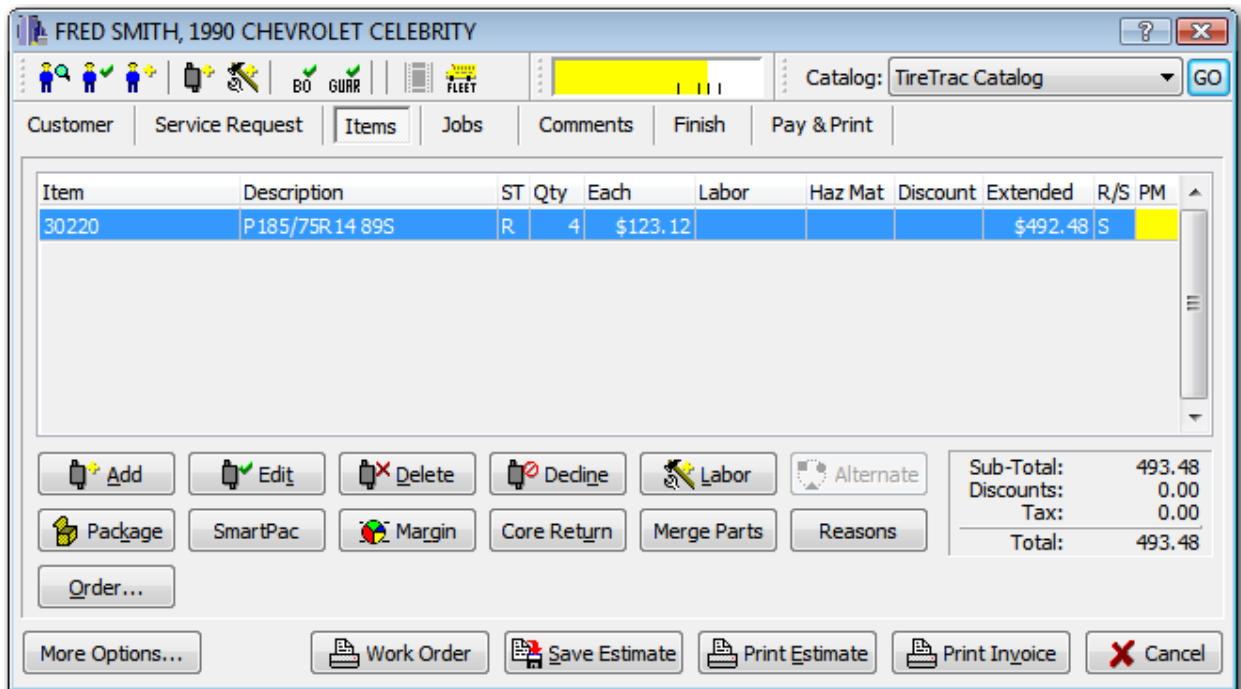 FRED SMITH, 1990 CHEVROLET CELEBRITY
BO GUAR FLEET Catalog: TireTrac Catalog GO
Customer Service Request Items Jobs Comments Finish Pay & Print
Item Description ST Qty Each Labor Haz Mat Discount Extended R/S PM
30220 P185/75R14 89S R 4 $123.12 $492.48 S
Add Edit Delete Decline Labor Alternate Sub-Total: 493.48
Discounts: 0.00
Package SmartPac Margin Core Return Merge Parts Reasons Tax: 0.00
Total: 493.48
Order...
More Options... Work Order Save Estimate Print Estimate Print Invoice Cancel